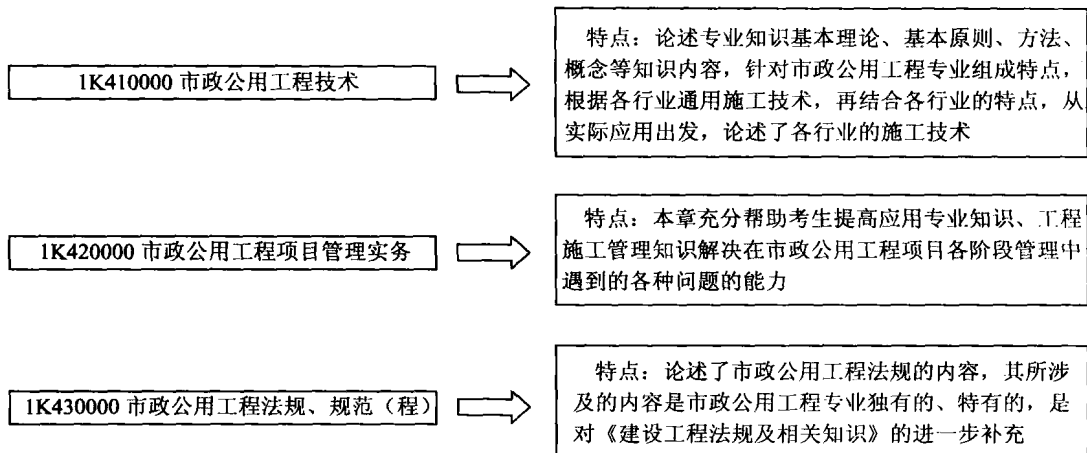 1K410000 市政公用工程技术
特点：论述专业知识基本理论、基本原则、方法、
概念等知识内容，针对市政公用工程专业组成特点，
根据各行业通用施工技术，再结合各行业的特点，从
实际应用出发，论述了各行业的施工技术
1K420000 市政公用工程项目管理实务
特点：本章充分帮助考生提高应用专业知识、工程
施工管理知识解决在市政公用工程项目各阶段管理中
遇到的各种问题的能力
1K430000 市政公用工程法规、规范（程）
特点：论述了市政公用工程法规的内容，其所涉
及的内容是市政公用工程专业独有的、特有的，是
对《建设工程法规及相关知识》的进一步补充